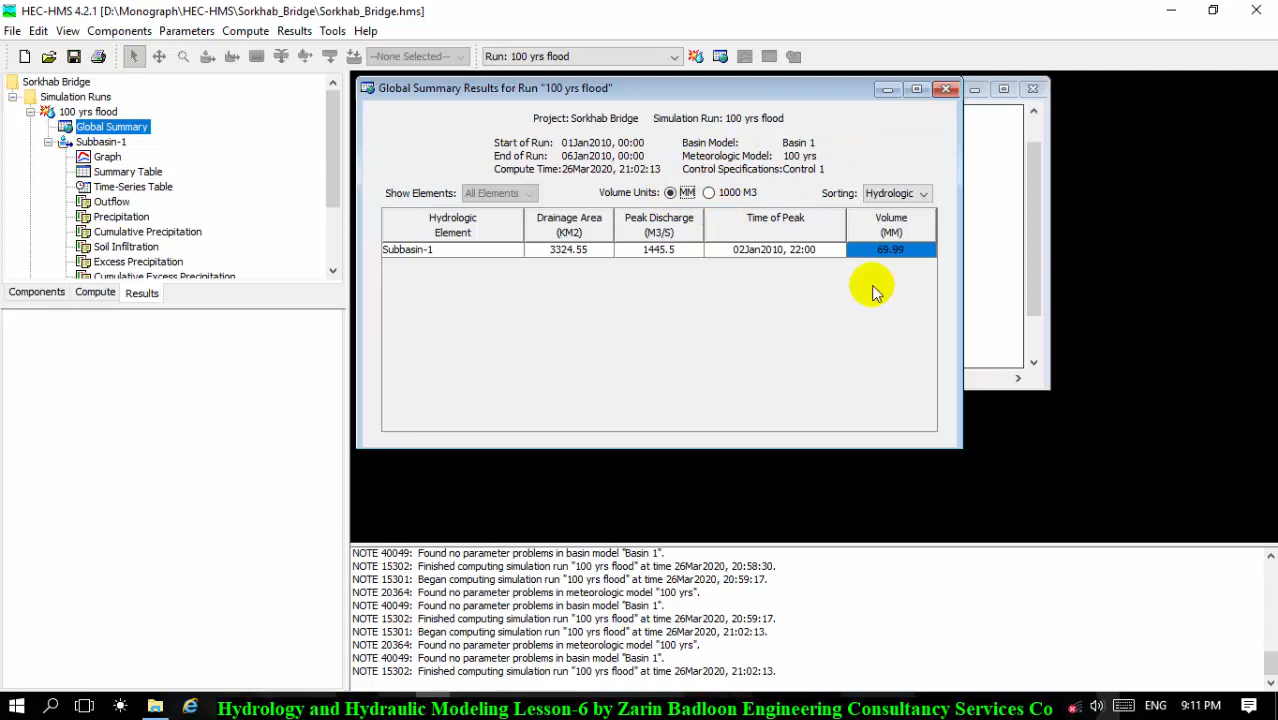 HEC-HMS 4.2.1 [D:\Monograph\HEC-HMS\Sorkhab_Bridge\Sorkhab_Bridge.hms]
File Edit View Components Parameters Compute Results Tools Help
--None Selected-- Run: 100 yrs flood
Sorkhab Bridge
Simulation Runs
100 yrs flood
Global Summary
Subbasin-1
Graph
Summary Table
Time-Series Table
Outflow
Precipitation
Cumulative Precipitation
Soil Infiltration
Excess Precipitation
Cumulative Excess Precipitation
Components Compute Results
Global Summary Results for Run "100 yrs flood"
Project: Sorkhab Bridge Simulation Run: 100 yrs flood
Start of Run: 01Jan2010, 00:00 Basin Model: Basin 1
End of Run: 06Jan2010, 00:00 Meteorologic Model: 100 yrs
Compute Time:26Mar2020, 21:02:13 Control Specifications:Control 1
Show Elements: All Elements Volume Units: MM 1000 M3 Sorting: Hydrologic
Hydrologic Drainage Area Peak Discharge Time of Peak Volume
Element (KM2) (M3/S) (MM)
Subbasin-1 3324.55 1445.5 02Jan2010, 22:00 69.99
NOTE 40049: Found no parameter problems in basin model "Basin 1".
NOTE 15302: Finished computing simulation run "100 yrs flood" at time 26Mar2020, 20:58:30.
NOTE 15301: Began computing simulation run "100 yrs flood" at time 26Mar2020, 20:59:17.
NOTE 20364: Found no parameter problems in meteorologic model "100 yrs".
NOTE 40049: Found no parameter problems in basin model "Basin 1".
NOTE 15302: Finished computing simulation run "100 yrs flood" at time 26Mar2020, 20:59:17.
NOTE 15301: Began computing simulation run "100 yrs flood" at time 26Mar2020, 21:02:13.
NOTE 20364: Found no parameter problems in meteorologic model "100 yrs".
NOTE 40049: Found no parameter problems in basin model "Basin 1".
NOTE 15302: Finished computing simulation run "100 yrs flood" at time 26Mar2020, 21:02:13.
Hydrology and Hydraulic Modeling Lesson-6 by Zarin Badloon Engineering Consultancy Services Co
ENG 9:11 PM